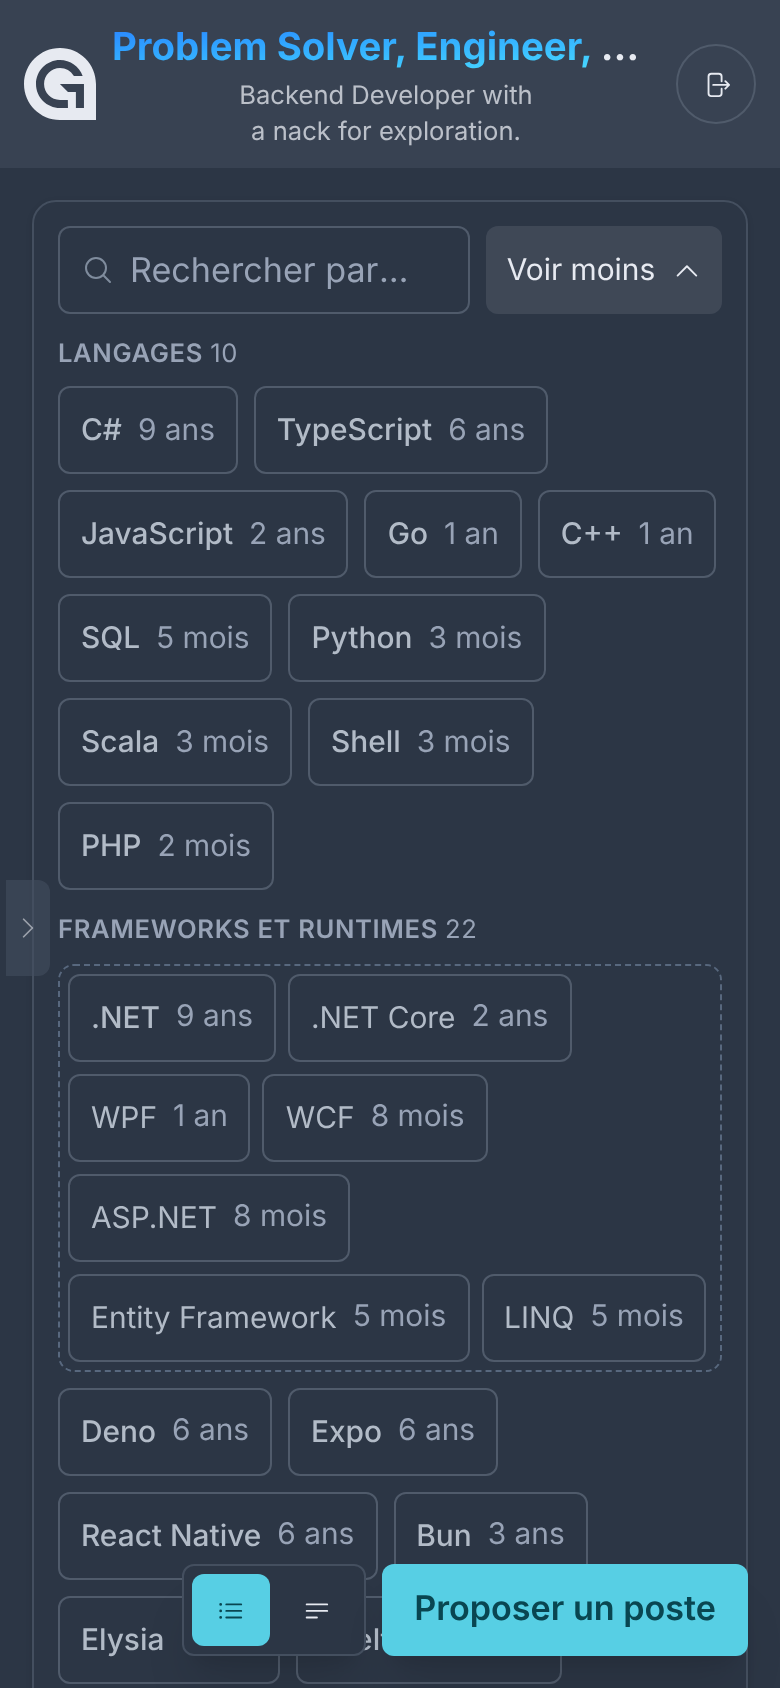 Problem Solver, Engineer, ...
Backend Developer with
a nack for exploration.
Rechercher par...
Voir moins
LANGAGES 10
C# 9 ans
TypeScript 6 ans
JavaScript 2 ans
Go 1 an
C++ 1 an
SQL 5 mois
Python 3 mois
Scala 3 mois
Shell 3 mois
PHP 2 mois
FRAMEWORKS ET RUNTIMES 22
.NET 9 ans
.NET Core 2 ans
WPF 1 an
WCF 8 mois
ASP.NET 8 mois
Entity Framework 5 mois
LINQ 5 mois
Deno 6 ans
Expo 6 ans
React Native 6 ans
Bun 3 ans
Elysia
Proposer un poste